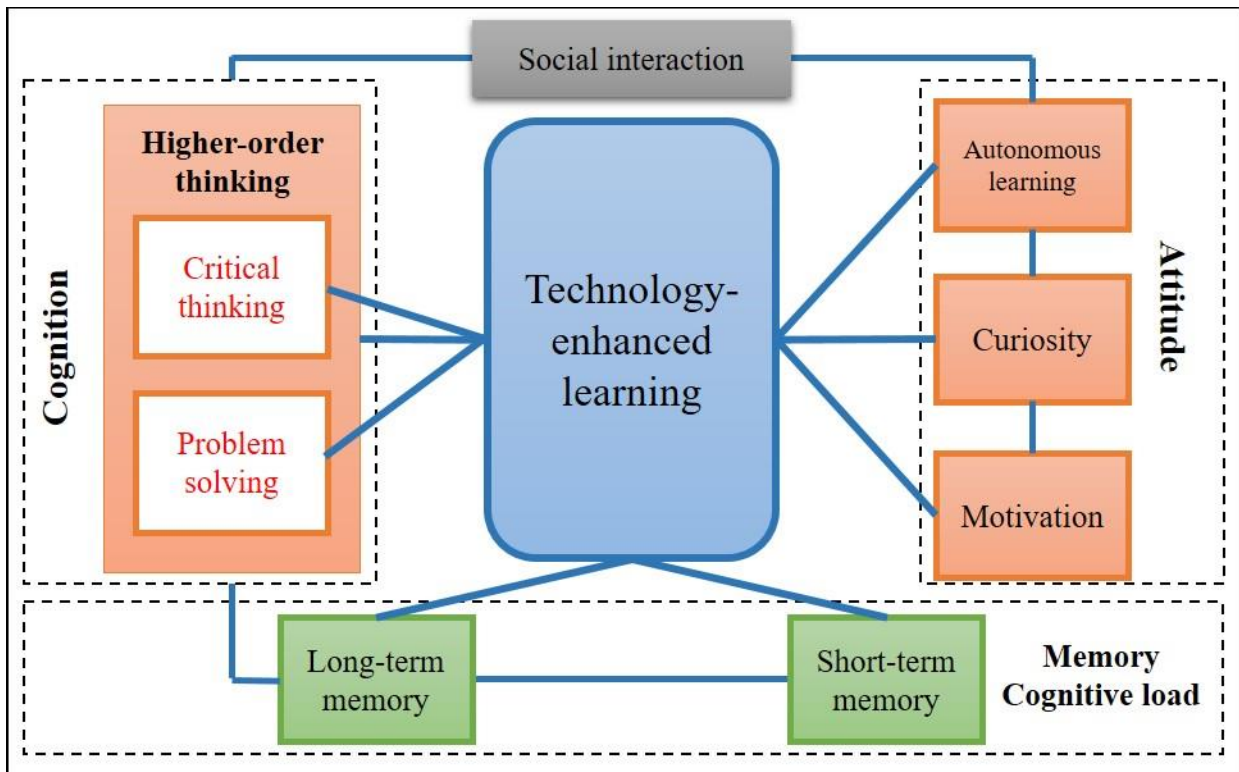 Social interaction
Cognition
Higher-order
thinking
Critical
thinking
Problem
solving
Technology-
enhanced
learning
Autonomous
learning
Curiosity
Motivation
Attitude
Long-term
memory
Short-term
memory
Memory
Cognitive load